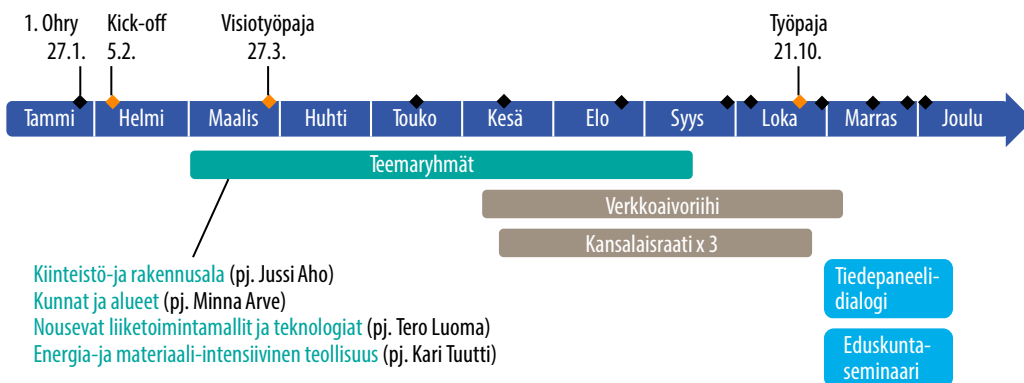 1. Ohry
27.1.
Kick-off
5.2.
Visiotyöpaja
27.3.
Työpaja
21.10.
Tammi Helmi Maalis Huhti Touko Kesä Elo Syys Loka Marras Joulu
Teemaryhmät
Verkkoaivoriihi
Kansalaisraati x 3
Kiinteistö-ja rakennusala (pj. Jussi Aho)
Kunnat ja alueet (pj. Minna Arve)
Nousevat liiketoimintamallit ja teknologiat (pj. Tero Luoma)
Energia-ja materiaali-intensiivinen teollisuus (pj. Kari Tuutti)
Tiedepaneeli-
dialogi
Eduskunta-
seminaari